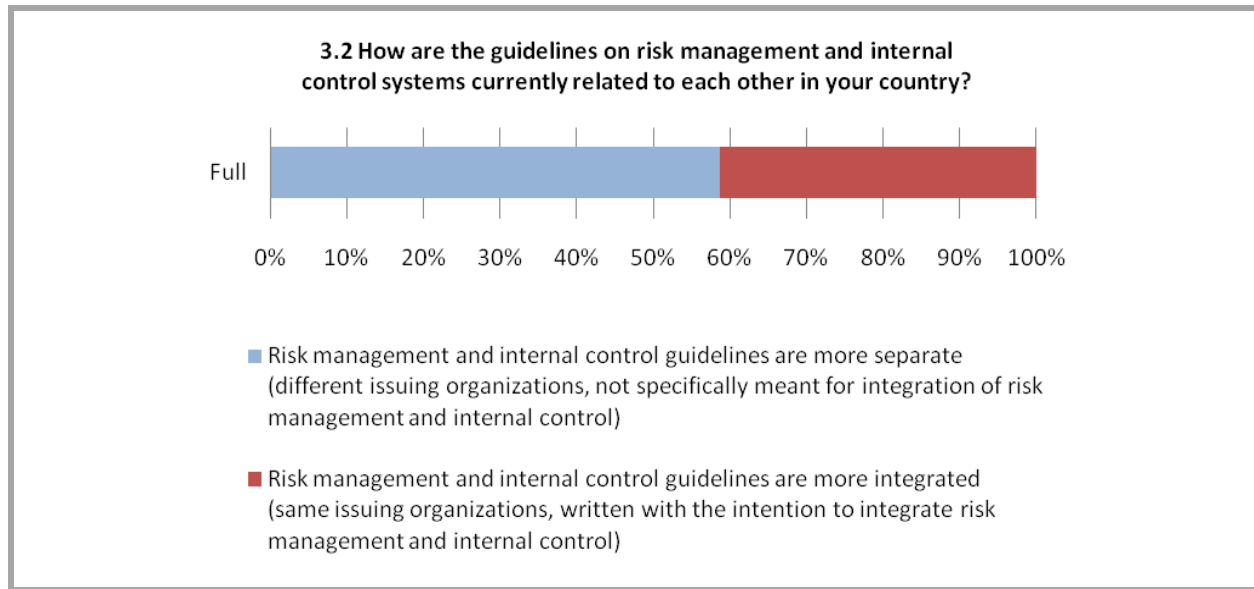 3.2 How are the guidelines on risk management and internal
control systems currently related to each other in your country?
Full
0% 10% 20% 30% 40% 50% 60% 70% 80% 90% 100%
Risk management and internal control guidelines are more separate
(different issuing organizations, not specifically meant for integration of risk
management and internal control)
Risk management and internal control guidelines are more integrated
(same issuing organizations, written with the intention to integrate risk
management and internal control)